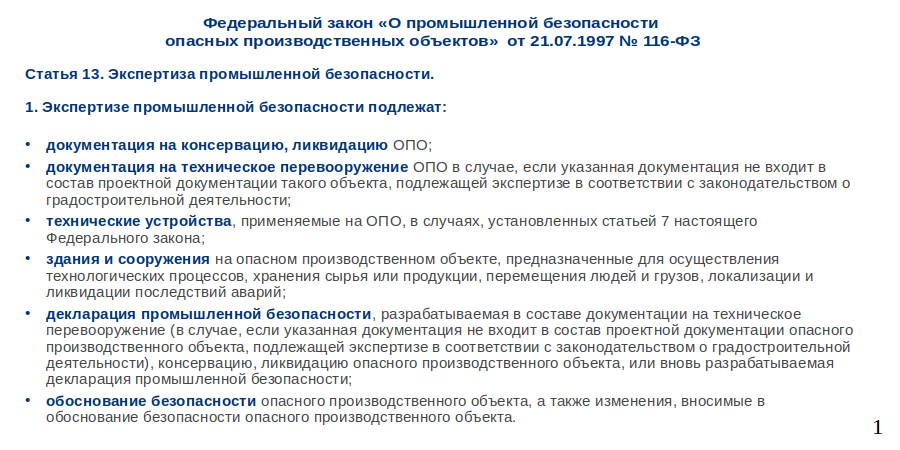 Федеральный закон «О промышленной безопасности
опасных производственных объектов» от 21.07.1997 № 116-ФЗ
Статья 13. Экспертиза промышленной безопасности.
1. Экспертизе промышленной безопасности подлежат:
• документация на консервацию, ликвидацию ОПО;
• документация на техническое перевооружение ОПО в случае, если указанная документация не входит в
состав проектной документации такого объекта, подлежащей экспертизе в соответствии с законодательством о
градостроительной деятельности;
• технические устройства, применяемые на ОПО, в случаях, установленных статьей 7 настоящего
Федерального закона;
• здания и сооружения на опасном производственном объекте, предназначенные для осуществления
технологических процессов, хранения сырья или продукции, перемещения людей и грузов, локализации и
ликвидации последствий аварий;
• декларация промышленной безопасности, разрабатываемая в составе документации на техническое
перевооружение (в случае, если указанная документация не входит в состав проектной документации опасного
производственного объекта, подлежащей экспертизе в соответствии с законодательством о градостроительной
деятельности), консервацию, ликвидацию опасного производственного объекта, или вновь разрабатываемая
декларация промышленной безопасности;
• обоснование безопасности опасного производственного объекта, а также изменения, вносимые в
обоснование безопасности опасного производственного объекта.
1